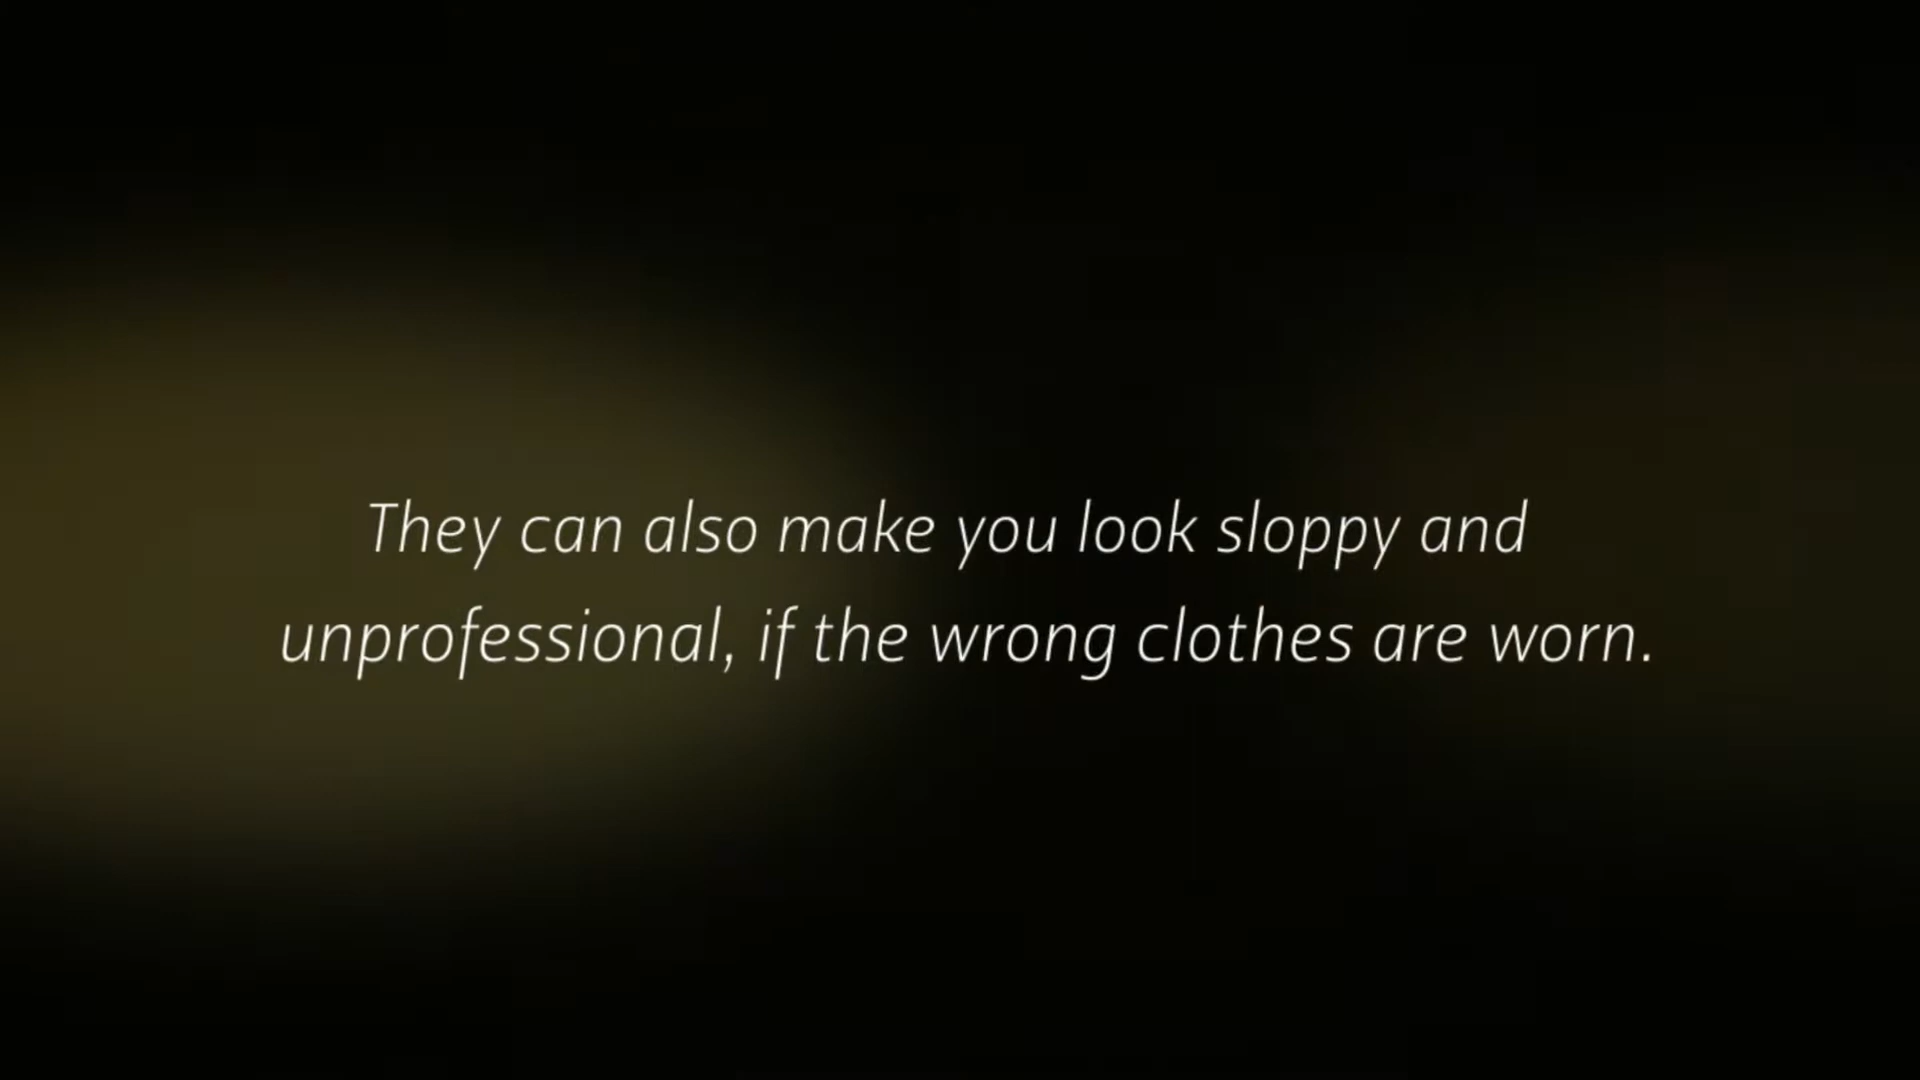 They can also make you look sloppy and
unprofessional, if the wrong clothes are worn.